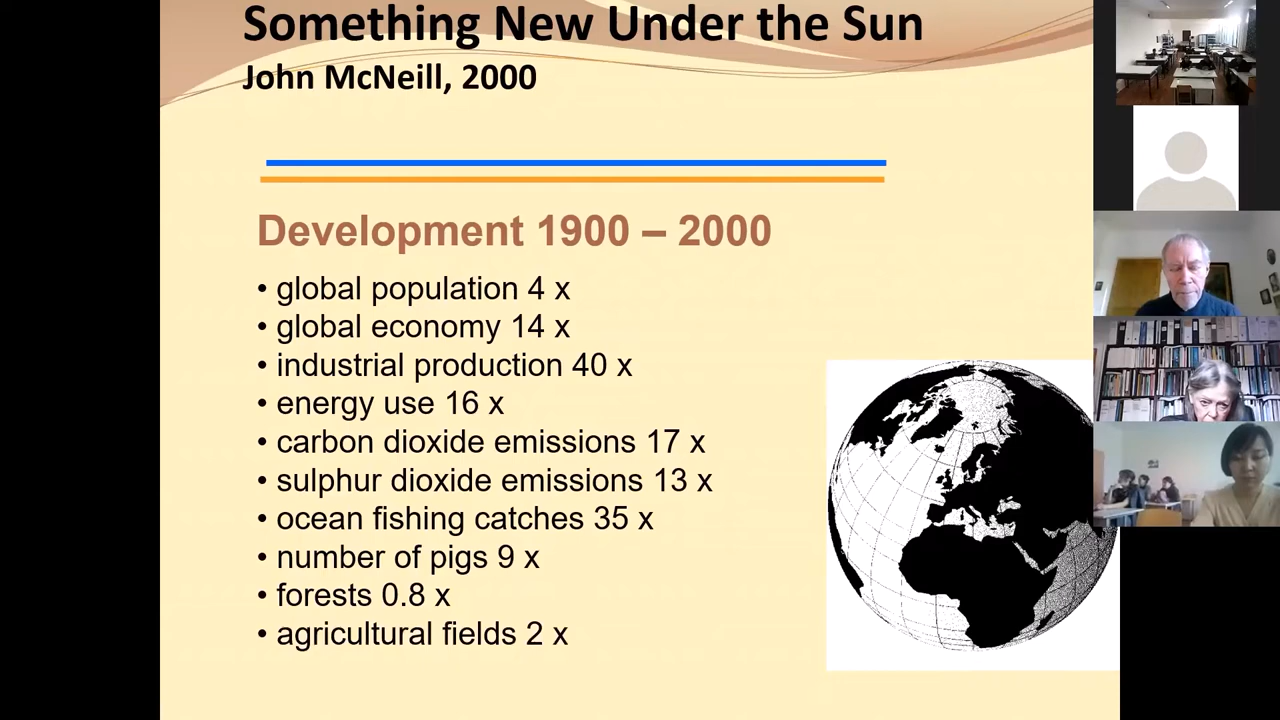 Something New Under the Sun
John McNeill, 2000
Development 1900 – 2000
• global population 4 x
• global economy 14 x
• industrial production 40 x
• energy use 16 x
• carbon dioxide emissions 17 x
• sulphur dioxide emissions 13 x
• ocean fishing catches 35 x
• number of pigs 9 x
• forests 0.8 x
• agricultural fields 2 x